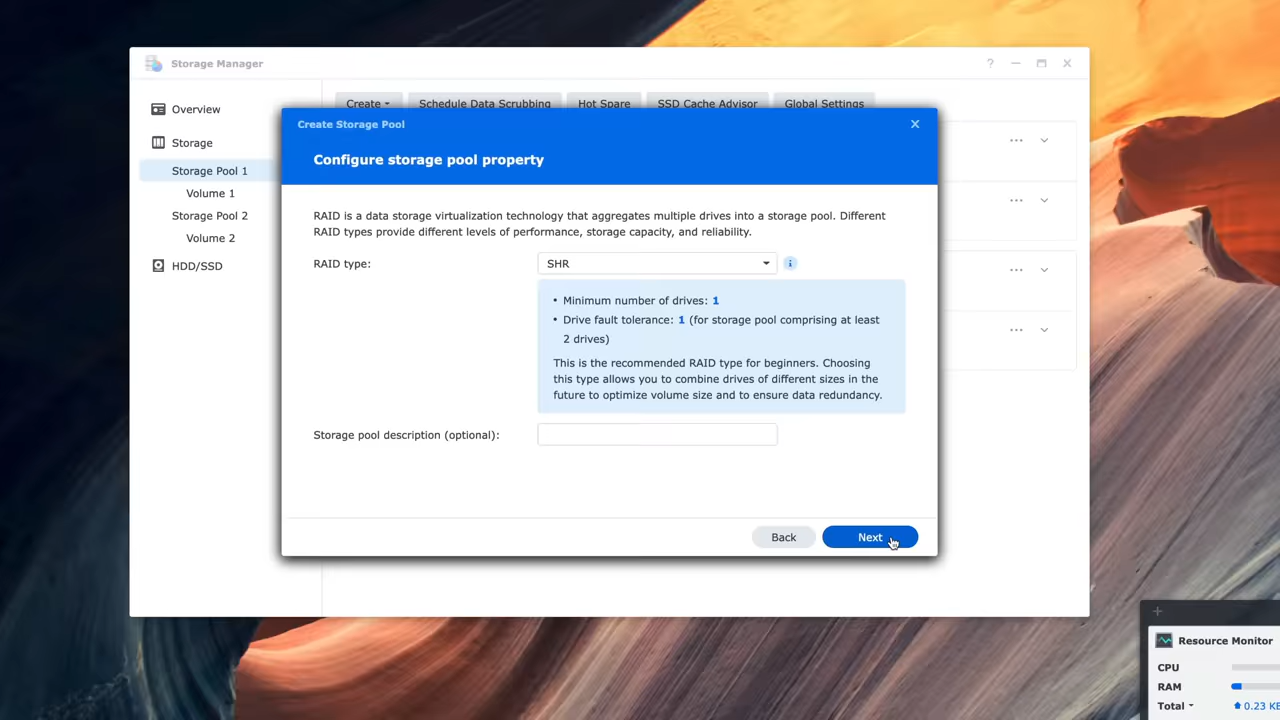 Storage Manager
?
Overview
Storage
Storage Pool 1
Volume 1
Storage Pool 2
Volume 2
HDD/SSD
Create
Schedule Data Scrubbing
Hot Spare
SSD Cache Advisor
Global Settings
Create Storage Pool
Configure storage pool property
RAID is a data storage virtualization technology that aggregates multiple drives into a storage pool. Different
RAID types provide different levels of performance, storage capacity, and reliability.
RAID type:
SHR
• Minimum number of drives: 1
• Drive fault tolerance: 1 (for storage pool comprising at least
2 drives)
This is the recommended RAID type for beginners. Choosing
this type allows you to combine drives of different sizes in the
future to optimize volume size and to ensure data redundancy.
Storage pool description (optional):
Back
Next
Resource Monitor
CPU
RAM
Total
0.23 KB